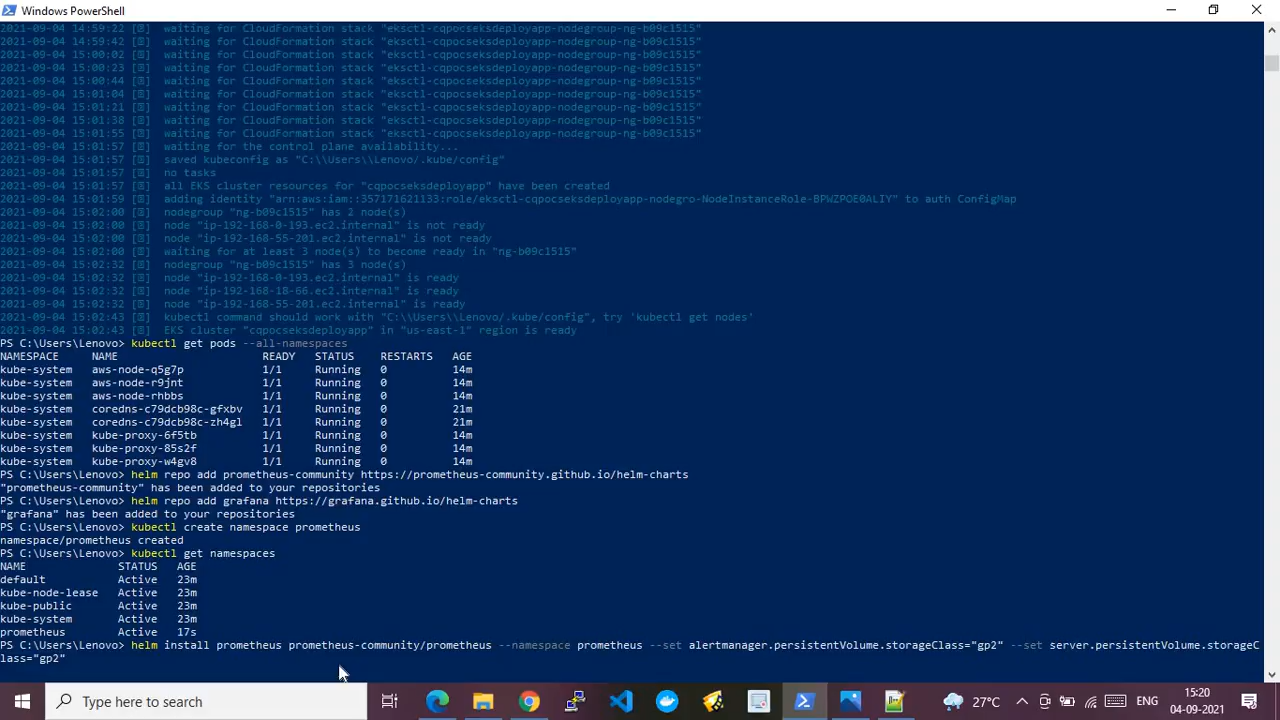 Windows PowerShell
2021-09-04 14:59:22 [ℹ]  waiting for CloudFormation stack "eksctl-cqpocseksdeployapp-nodegroup-ng-b09c1515"
2021-09-04 14:59:42 [ℹ]  waiting for CloudFormation stack "eksctl-cqpocseksdeployapp-nodegroup-ng-b09c1515"
2021-09-04 15:00:02 [ℹ]  waiting for CloudFormation stack "eksctl-cqpocseksdeployapp-nodegroup-ng-b09c1515"
2021-09-04 15:00:23 [ℹ]  waiting for CloudFormation stack "eksctl-cqpocseksdeployapp-nodegroup-ng-b09c1515"
2021-09-04 15:00:44 [ℹ]  waiting for CloudFormation stack "eksctl-cqpocseksdeployapp-nodegroup-ng-b09c1515"
2021-09-04 15:01:04 [ℹ]  waiting for CloudFormation stack "eksctl-cqpocseksdeployapp-nodegroup-ng-b09c1515"
2021-09-04 15:01:21 [ℹ]  waiting for CloudFormation stack "eksctl-cqpocseksdeployapp-nodegroup-ng-b09c1515"
2021-09-04 15:01:38 [ℹ]  waiting for CloudFormation stack "eksctl-cqpocseksdeployapp-nodegroup-ng-b09c1515"
2021-09-04 15:01:55 [ℹ]  waiting for CloudFormation stack "eksctl-cqpocseksdeployapp-nodegroup-ng-b09c1515"
2021-09-04 15:01:57 [ℹ]  waiting for the control plane availability...
2021-09-04 15:01:57 [ℹ]  saved kubeconfig as "C:\\Users\\Lenovo/.kube/config"
2021-09-04 15:01:57 [ℹ]  no tasks
2021-09-04 15:01:57 [ℹ]  all EKS cluster resources for "cqpocseksdeployapp" have been created
2021-09-04 15:01:59 [ℹ]  adding identity "arn:aws:iam::357171621133:role/eksctl-cqpocseksdeployapp-nodegro-NodeInstanceRole-BPWZPOE0ALIY" to auth ConfigMap
2021-09-04 15:02:00 [ℹ]  nodegroup "ng-b09c1515" has 2 node(s)
2021-09-04 15:02:00 [ℹ]  node "ip-192-168-0-193.ec2.internal" is not ready
2021-09-04 15:02:00 [ℹ]  node "ip-192-168-55-201.ec2.internal" is not ready
2021-09-04 15:02:00 [ℹ]  waiting for at least 3 node(s) to become ready in "ng-b09c1515"
2021-09-04 15:02:32 [ℹ]  nodegroup "ng-b09c1515" has 3 node(s)
2021-09-04 15:02:32 [ℹ]  node "ip-192-168-0-193.ec2.internal" is ready
2021-09-04 15:02:32 [ℹ]  node "ip-192-168-18-66.ec2.internal" is ready
2021-09-04 15:02:32 [ℹ]  node "ip-192-168-55-201.ec2.internal" is ready
2021-09-04 15:02:43 [ℹ]  kubectl command should work with "C:\\Users\\Lenovo/.kube/config", try 'kubectl get nodes'
2021-09-04 15:02:43 [ℹ]  EKS cluster "cqpocseksdeployapp" in "us-east-1" region is ready
PS C:\Users\Lenovo> kubectl get pods --all-namespaces
NAMESPACE     NAME                      READY   STATUS    RESTARTS   AGE
kube-system   aws-node-q5g7p            1/1     Running   0          14m
kube-system   aws-node-r9jnt            1/1     Running   0          14m
kube-system   aws-node-rhbbs            1/1     Running   0          14m
kube-system   coredns-c79dcb98c-gfxbv   1/1     Running   0          21m
kube-system   coredns-c79dcb98c-zh4gl   1/1     Running   0          21m
kube-system   kube-proxy-6f5tb          1/1     Running   0          14m
kube-system   kube-proxy-85s2f          1/1     Running   0          14m
kube-system   kube-proxy-w4gv8          1/1     Running   0          14m
PS C:\Users\Lenovo> helm repo add prometheus-community https://prometheus-community.github.io/helm-charts
"prometheus-community" has been added to your repositories
PS C:\Users\Lenovo> helm repo add grafana https://grafana.github.io/helm-charts
"grafana" has been added to your repositories
PS C:\Users\Lenovo> kubectl create namespace prometheus
namespace/prometheus created
PS C:\Users\Lenovo> kubectl get namespaces
NAME              STATUS   AGE
default           Active   23m
kube-node-lease   Active   23m
kube-public       Active   23m
kube-system       Active   23m
prometheus        Active   17s
PS C:\Users\Lenovo> helm install prometheus prometheus-community/prometheus --namespace prometheus --set alertmanager.persistentVolume.storageClass="gp2" --set server.persistentVolume.storageC
lass="gp2"
Type here to search
27°C
ENG
15:20
04-09-2021